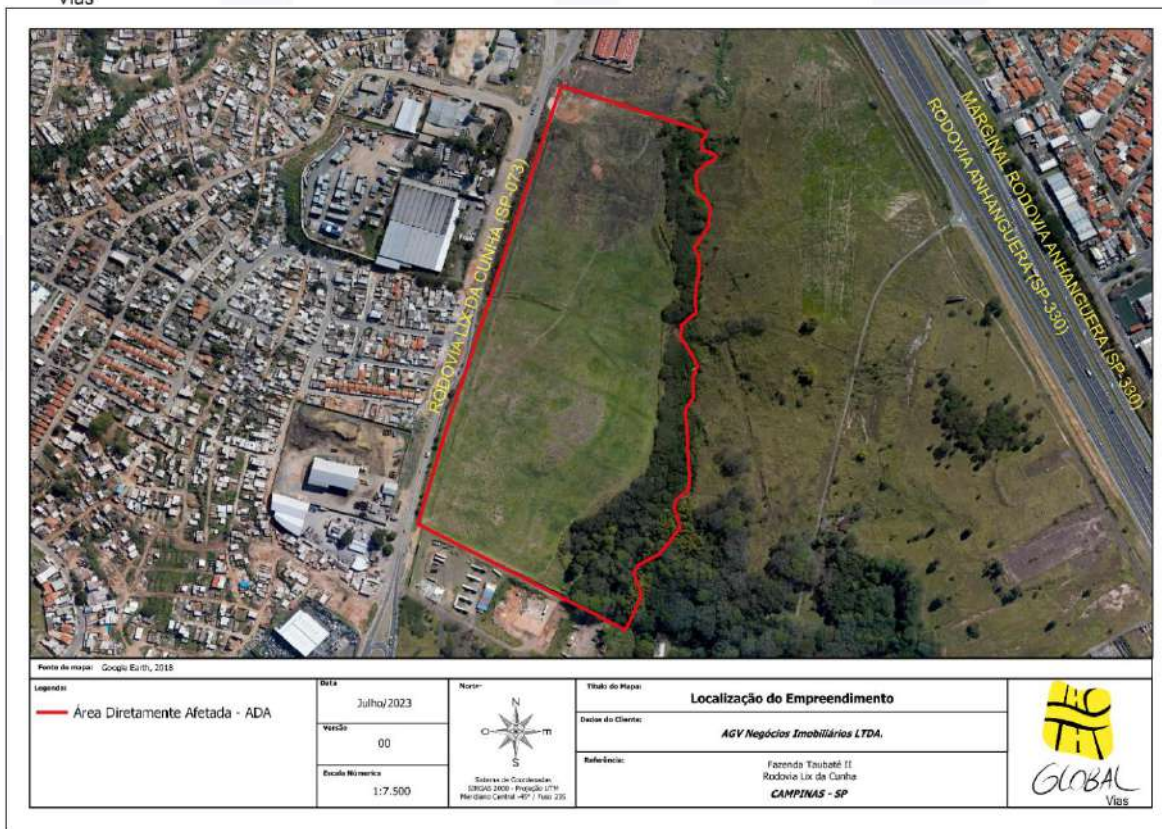 Vias
RODOVIA LIX DA CUNHA (SP-073)
MARGINAL RODOVIA ANHANGUERA (SP-330)
RODOVIA ANHANGUERA (SP-330)
Fonte do mapa: Google Earth, 2018
Legenda:
Área Diretamente Afetada - ADA
Data
Julho/2023
Versão
00
Escala Númerica
1:7.500
Norte:
N
O
S
Sistema de Coordenadas
SIRGAS 2000 - Projeção UTM
Meridiano Central -45° / Fuso 23S
Título do Mapa:
Localização do Empreendimento
Dados do Cliente:
AGV Negócios Imobiliários LTDA.
Referência:
Fazenda Taubaté II
Rodovia Lix da Cunha
CAMPINAS - SP
GLOBAL
Vias